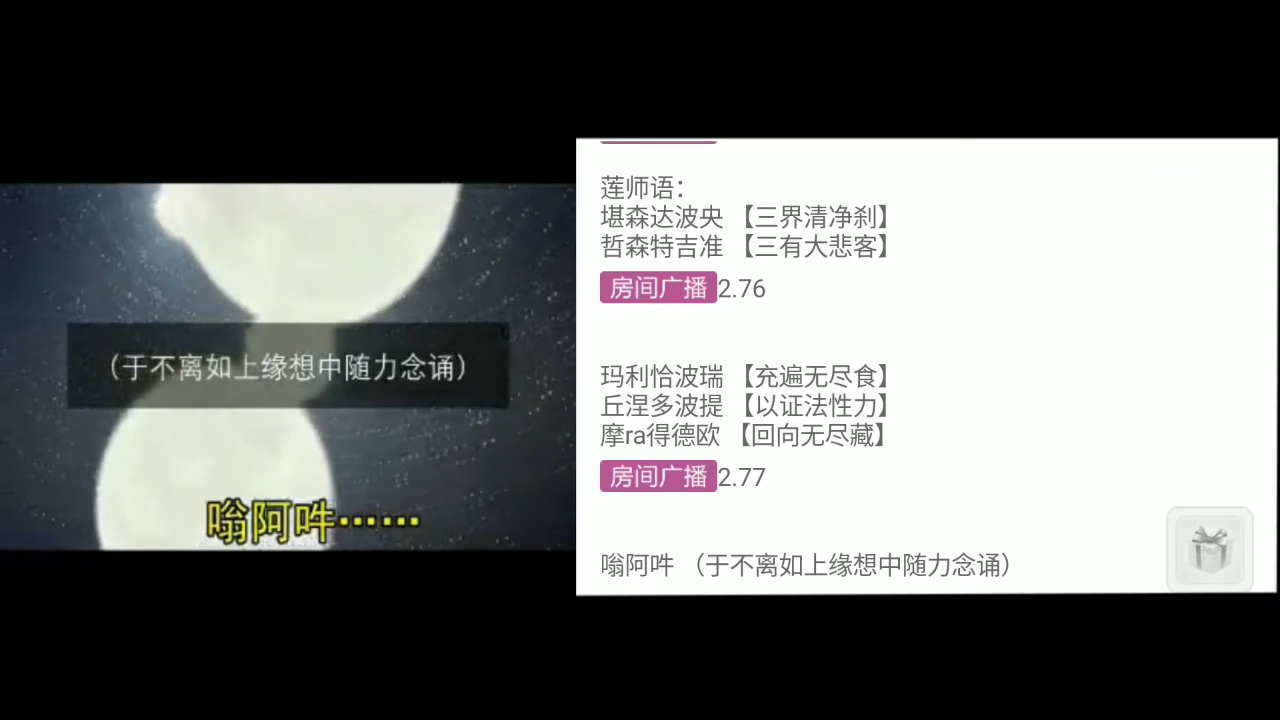 （于不离如上缘想中随力念诵）
嗡阿吽……
莲师语：
堪森达波央 【三界清净刹】
哲森特吉准 【三有大悲客】
房间广播2.76
玛利恰波瑞 【充遍无尽食】
丘涅多波提 【以证法性力】
摩ra得德欧 【回向无尽藏】
房间广播2.77
嗡阿吽 （于不离如上缘想中随力念诵）